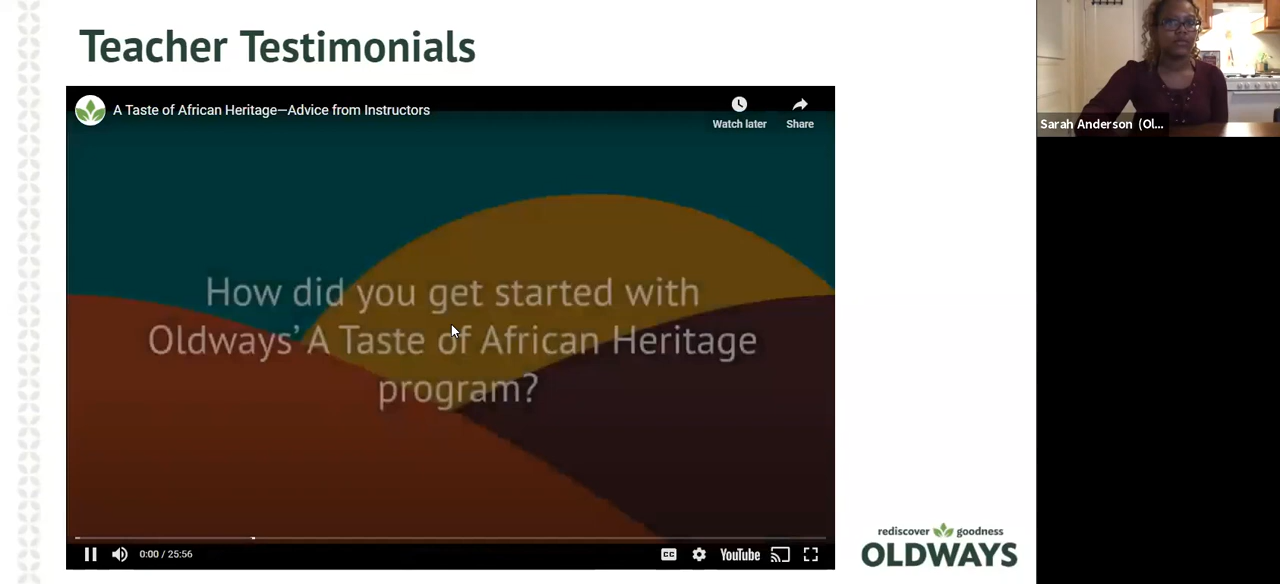 Teacher Testimonials
A Taste of African Heritage—Advice from Instructors
Watch later
Share
Sarah Anderson (Ol...
How did you get started with
Oldways' A Taste of African Heritage
program?
0:00 / 25:56
CC
YouTube
rediscover goodness
OLDWAYS